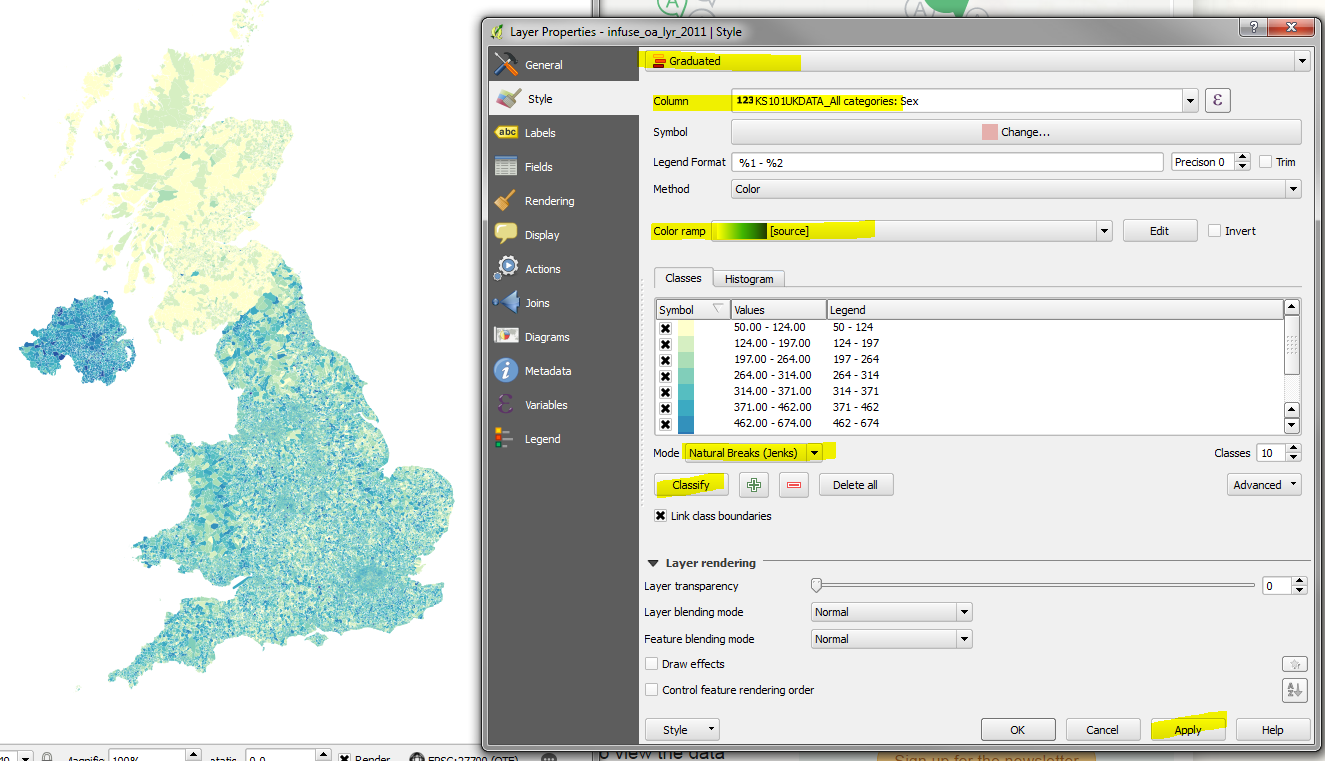 Layer Properties - infuse_oa_lyr_2011 | Style
?
General
Style
Labels
Fields
Rendering
Display
Actions
Joins
Diagrams
Metadata
Variables
Legend
abc
Graduated
Column 123 KS101UKDATA_All categories: Sex ε
Symbol Change...
Legend Format %1 - %2 Precison 0 Trim
Method Color
Color ramp [source] Edit Invert
Classes Histogram
Symbol Values Legend
50.00 - 124.00 50 - 124
124.00 - 197.00 124 - 197
197.00 - 264.00 197 - 264
264.00 - 314.00 264 - 314
314.00 - 371.00 314 - 371
371.00 - 462.00 371 - 462
462.00 - 674.00 462 - 674
Mode Natural Breaks (Jenks) Classes 10
Classify Delete all Advanced
Link class boundaries
Layer rendering
Layer transparency 0
Layer blending mode Normal
Feature blending mode Normal
Draw effects
Control feature rendering order
Style OK Cancel Apply Help
100% 0.0 Render EPSG:27700 (OTF)
view the data
Sign up for the newsletter